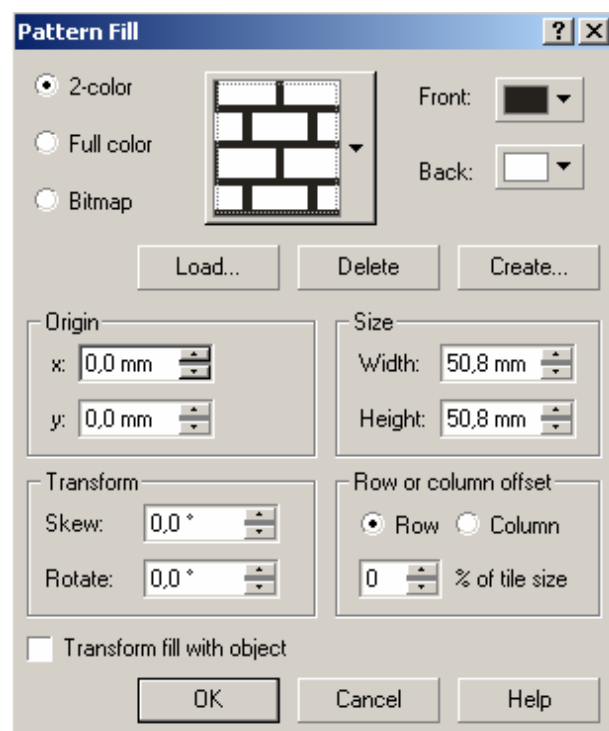 Pattern Fill
2-color
Full color
Bitmap
Front:
Back:
Load...
Delete
Create...
Origin
x: 0,0 mm
y: 0,0 mm
Size
Width: 50,8 mm
Height: 50,8 mm
Transform
Skew: 0,0 °
Rotate: 0,0 °
Row or column offset
Row
Column
0 % of tile size
Transform fill with object
OK
Cancel
Help